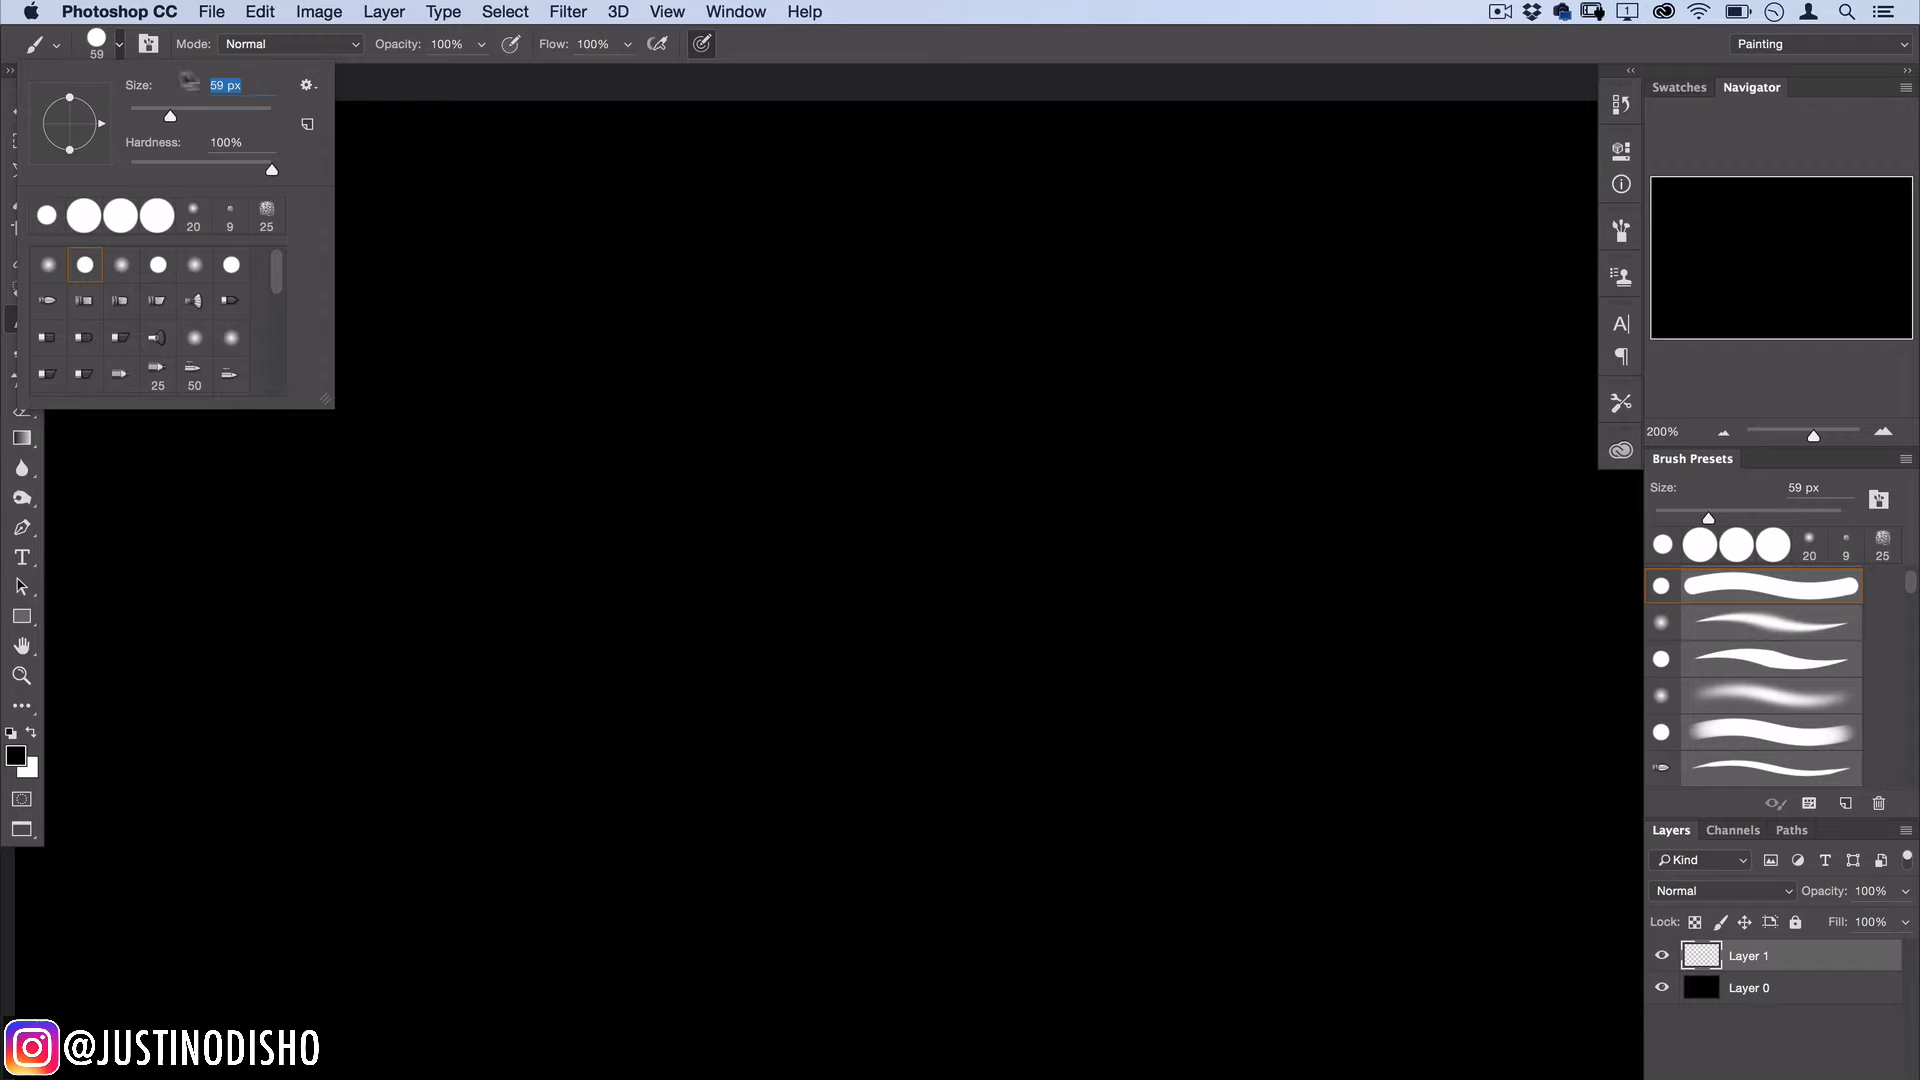 Photoshop CC File Edit Image Layer Type Select Filter 3D View Window Help
59 Mode: Normal Opacity: 100% Flow: 100% Painting
Size: 59 px
Hardness: 100%
20 9 25
25 50
Swatches Navigator
200%
Brush Presets
Size: 59 px
20 9 25
Layers Channels Paths
Kind
Normal Opacity: 100%
Lock: Fill: 100%
Layer 1
Layer 0
@JUSTINODISHO